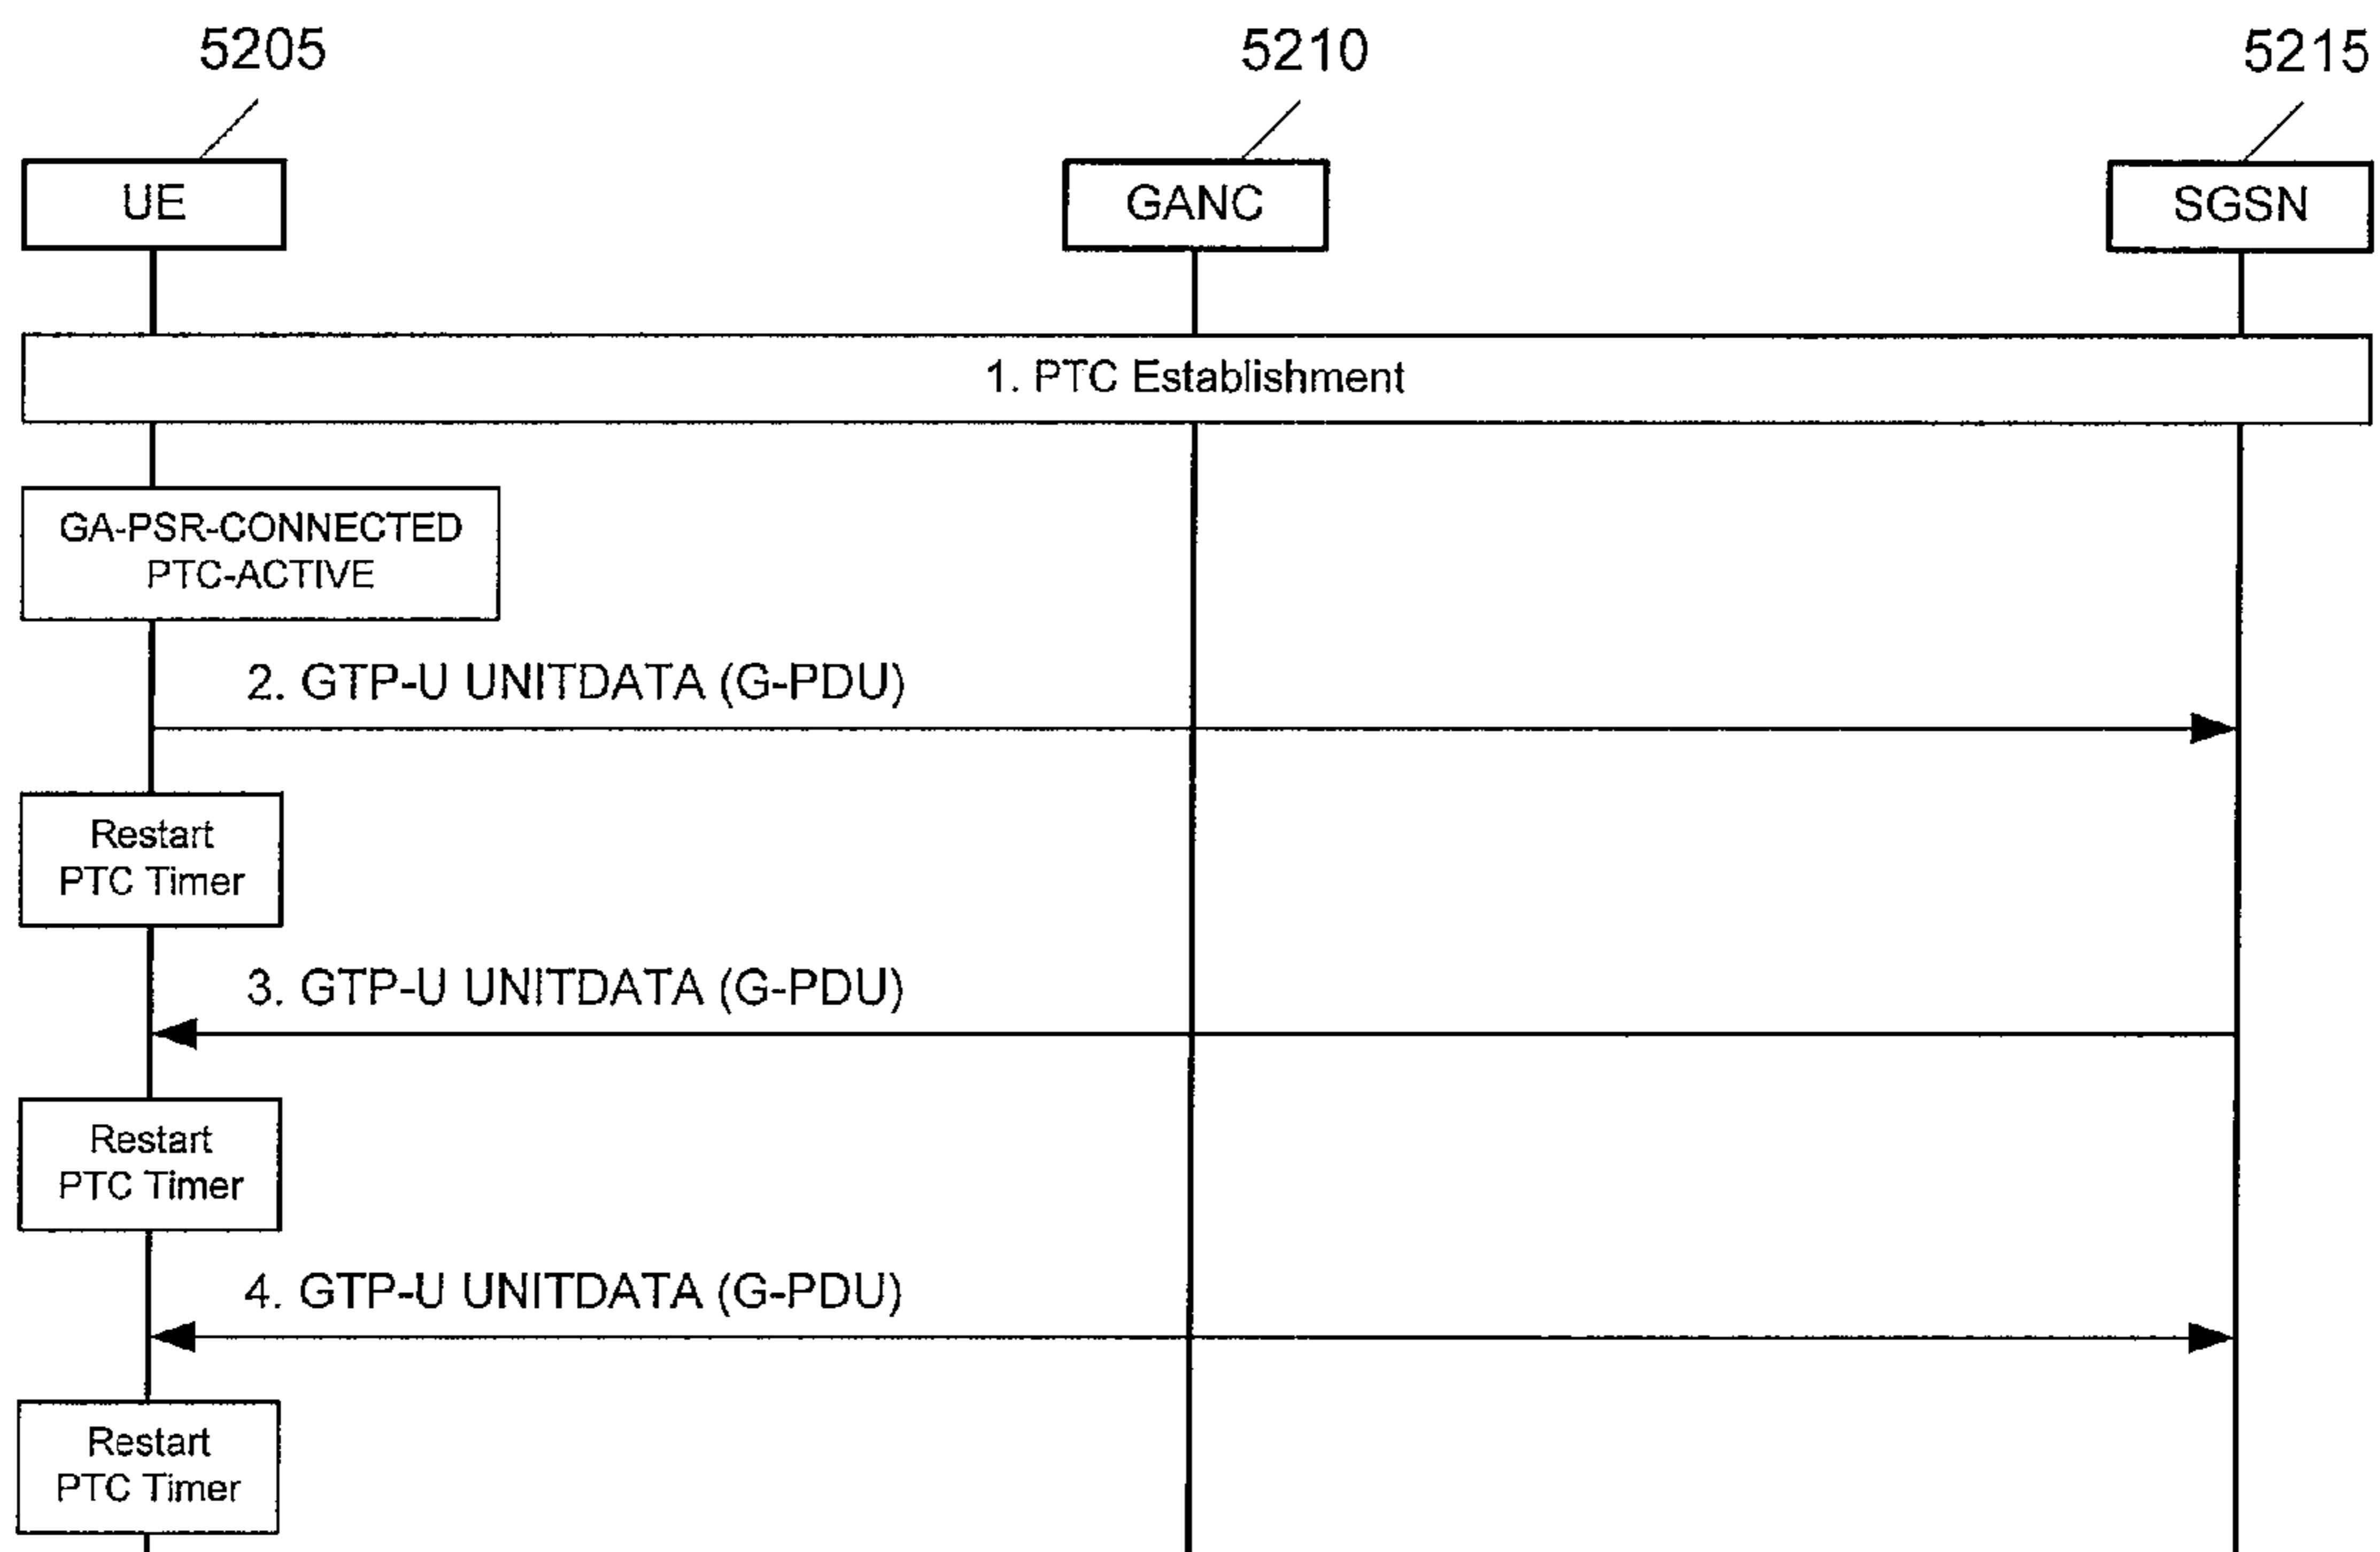 5205
5210
5215
UE
GANC
SGSN
1. PTC Establishment
GA-PSR-CONNECTED
PTC-ACTIVE
2. GTP-U UNITDATA (G-PDU)
Restart
PTC Timer
3. GTP-U UNITDATA (G-PDU)
Restart
PTC Timer
4. GTP-U UNITDATA (G-PDU)
Restart
PTC Timer